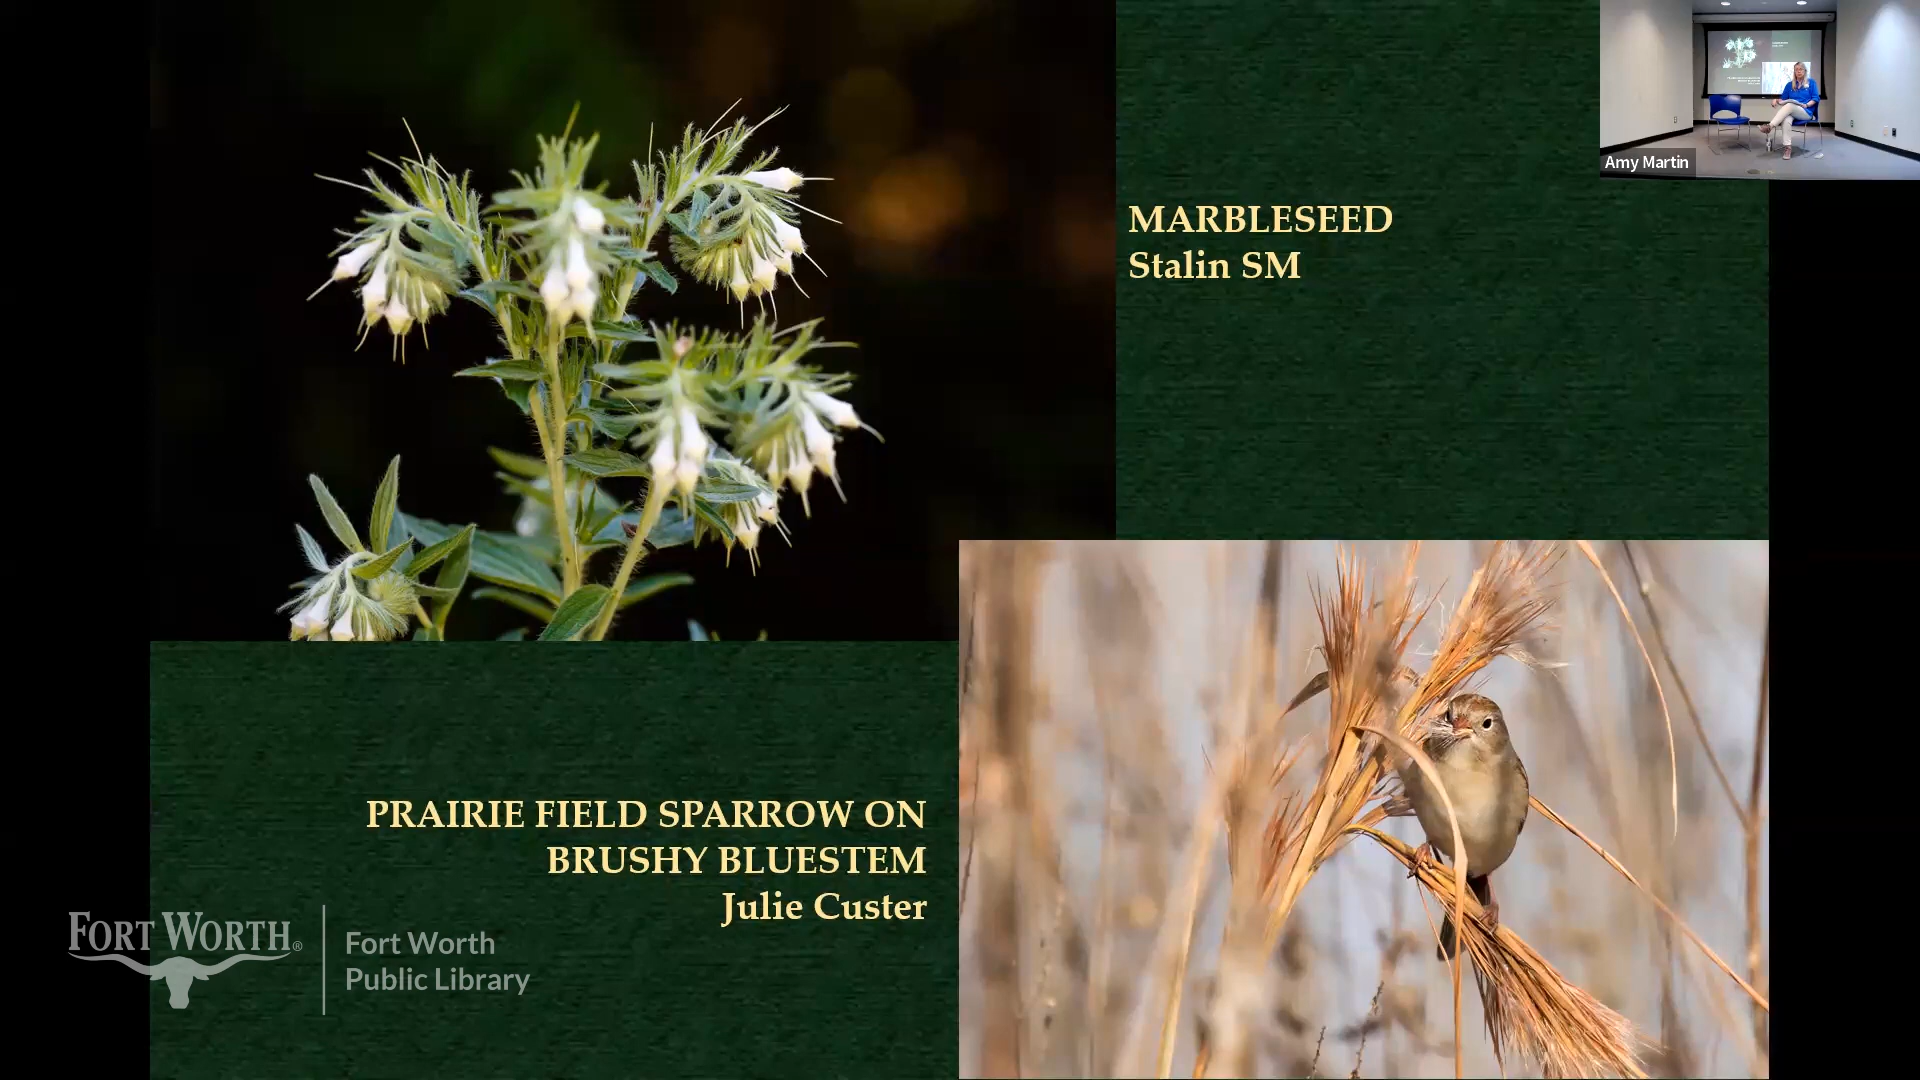 Amy Martin
MARBLESEED
Stalin SM
PRAIRIE FIELD SPARROW ON
BRUSHY BLUESTEM
Julie Custer
FORT WORTH®
Fort Worth
Public Library